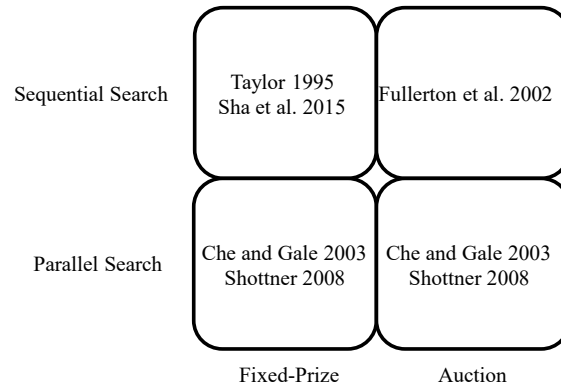 Sequential Search
Taylor 1995
Sha et al. 2015
Fullerton et al. 2002
Parallel Search
Che and Gale 2003
Shottner 2008
Che and Gale 2003
Shottner 2008
Fixed-Prize
Auction